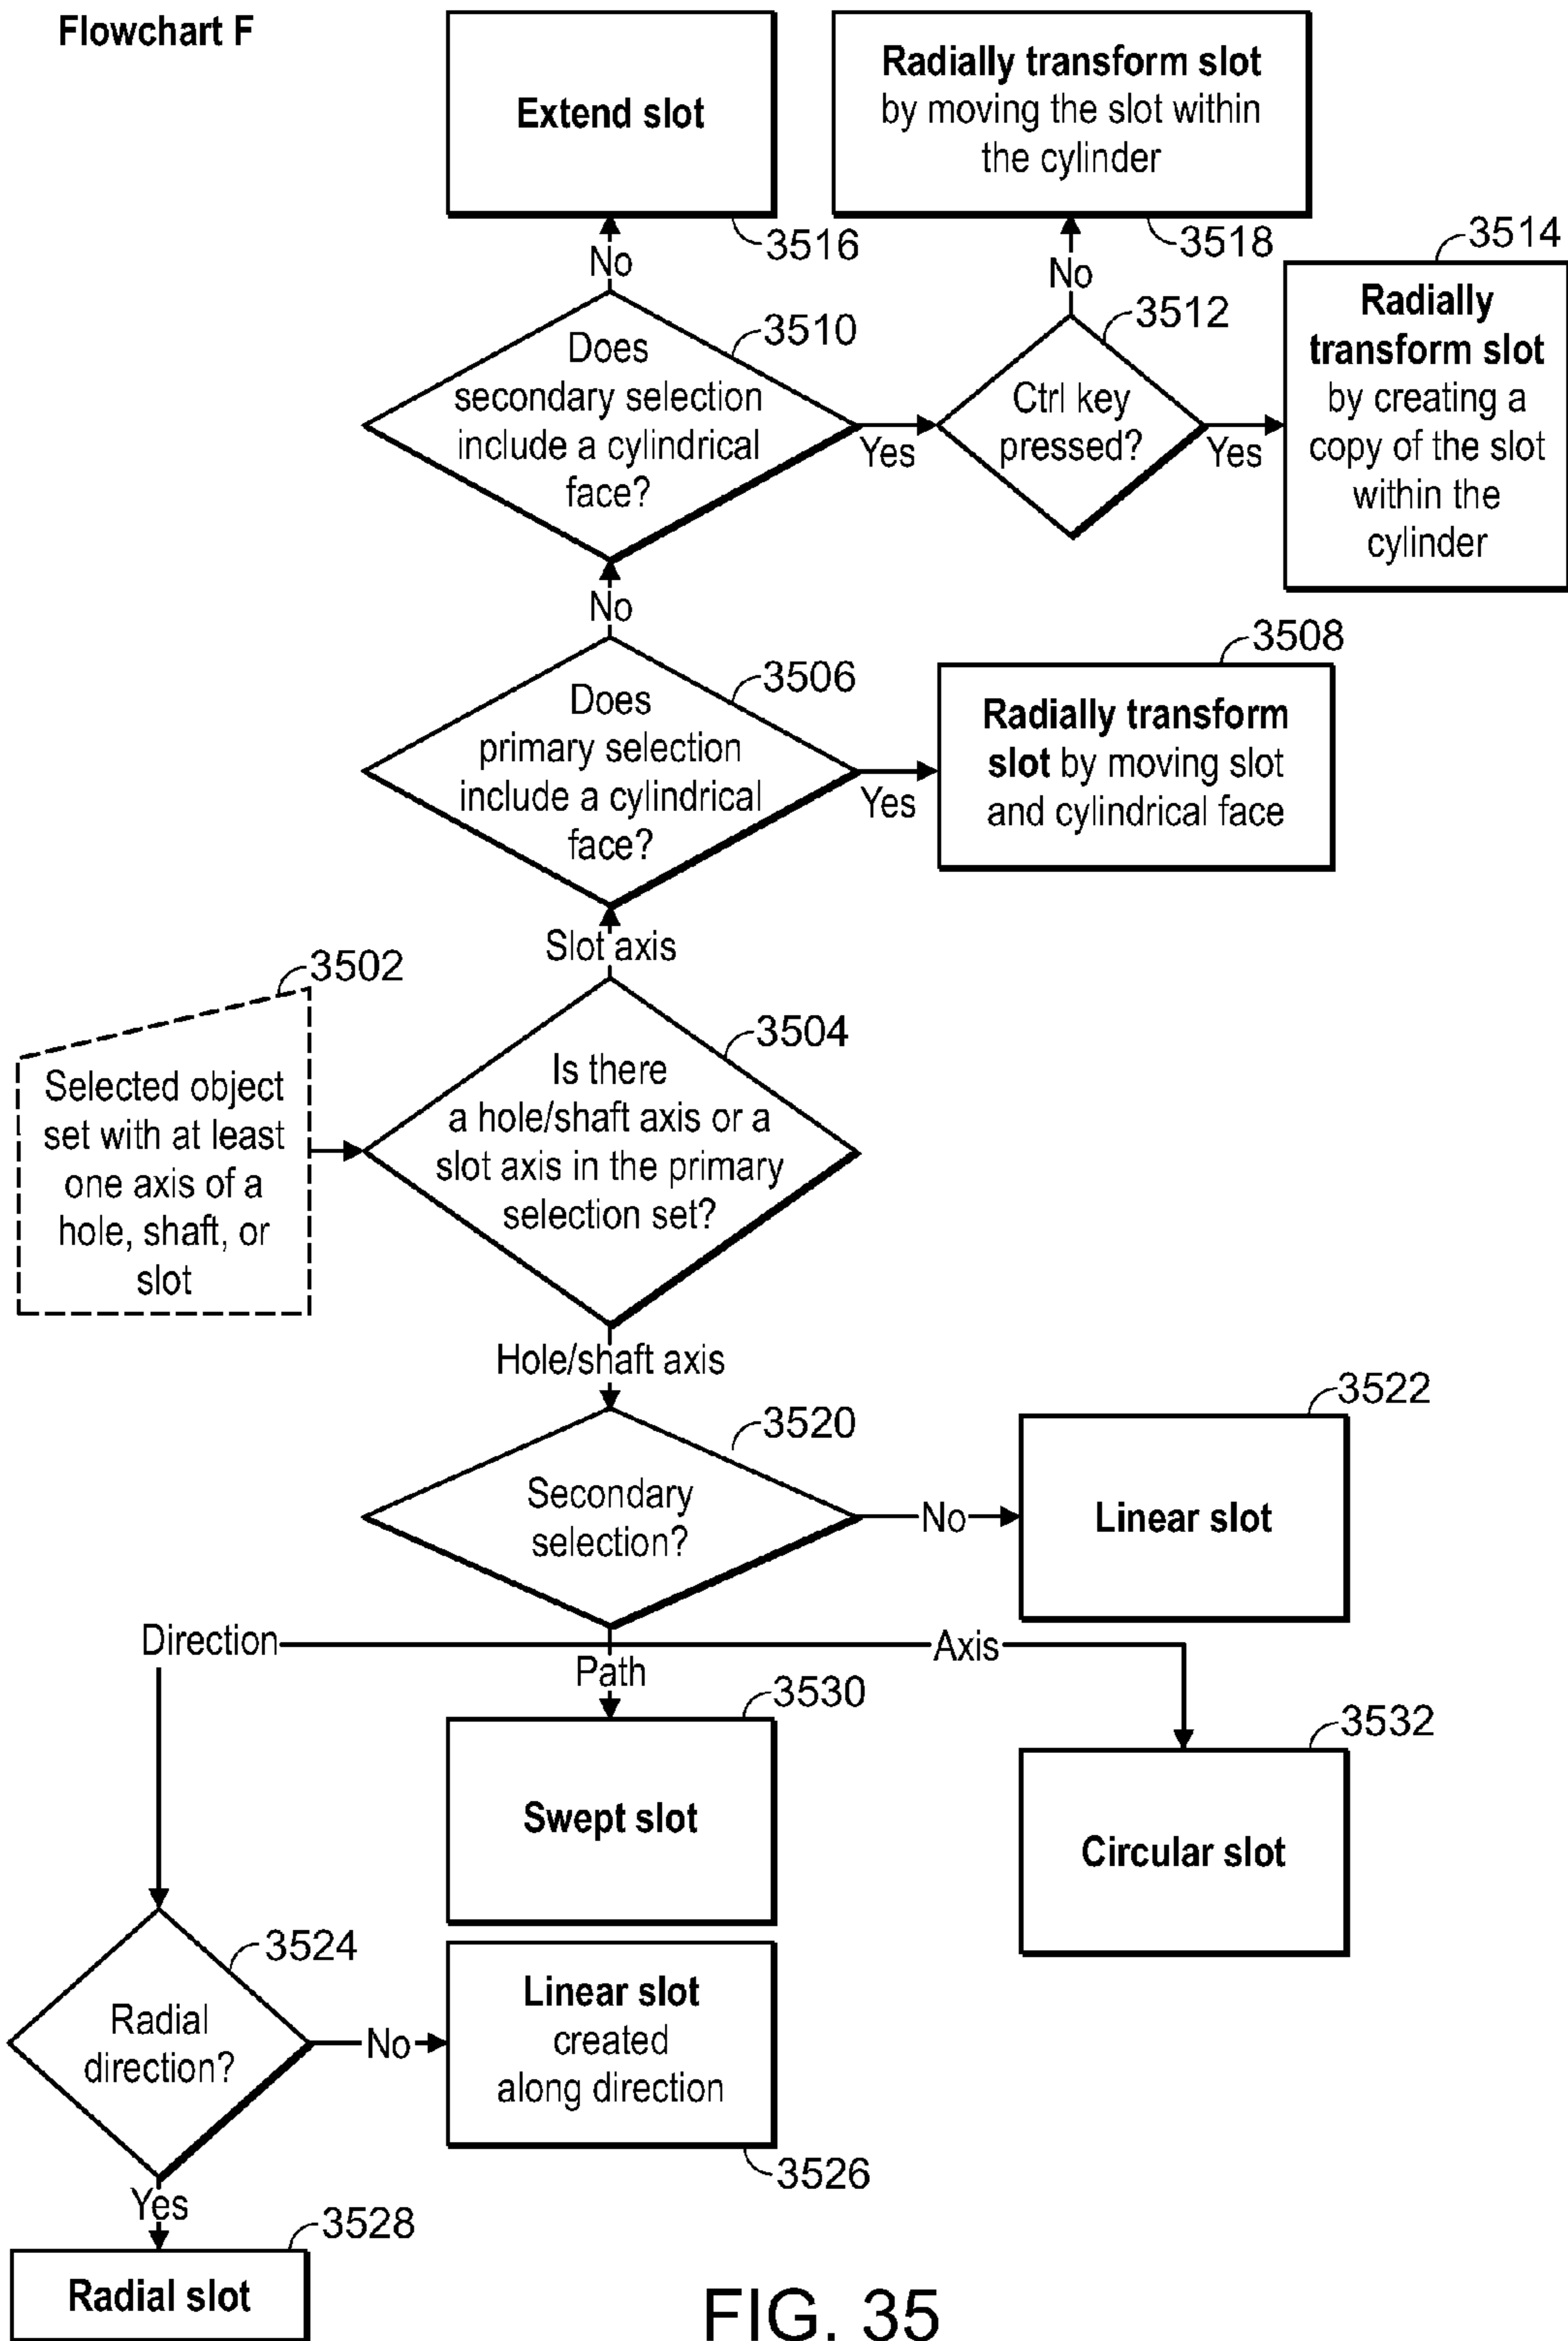 Flowchart F
Extend slot
3516
Radially transform slot
by moving the slot within
the cylinder
3518
3514
Radially
transform slot
by creating a
copy of the slot
within the
cylinder
No
No
3510
Does
secondary selection
include a cylindrical
face?
Yes
3512
Ctrl key
pressed?
Yes
No
3506
Does
primary selection
include a cylindrical
face?
Yes
3508
Radially transform
slot by moving slot
and cylindrical face
Slot axis
3502
Selected object
set with at least
one axis of a
hole, shaft, or
slot
3504
Is there
a hole/shaft axis or a
slot axis in the primary
selection set?
Hole/shaft axis
3520
Secondary
selection?
No
3522
Linear slot
Direction
Path
Axis
3530
Swept slot
3532
Circular slot
3524
Radial
direction?
No
Linear slot
created
along direction
3526
Yes
3528
Radial slot
FIG. 35